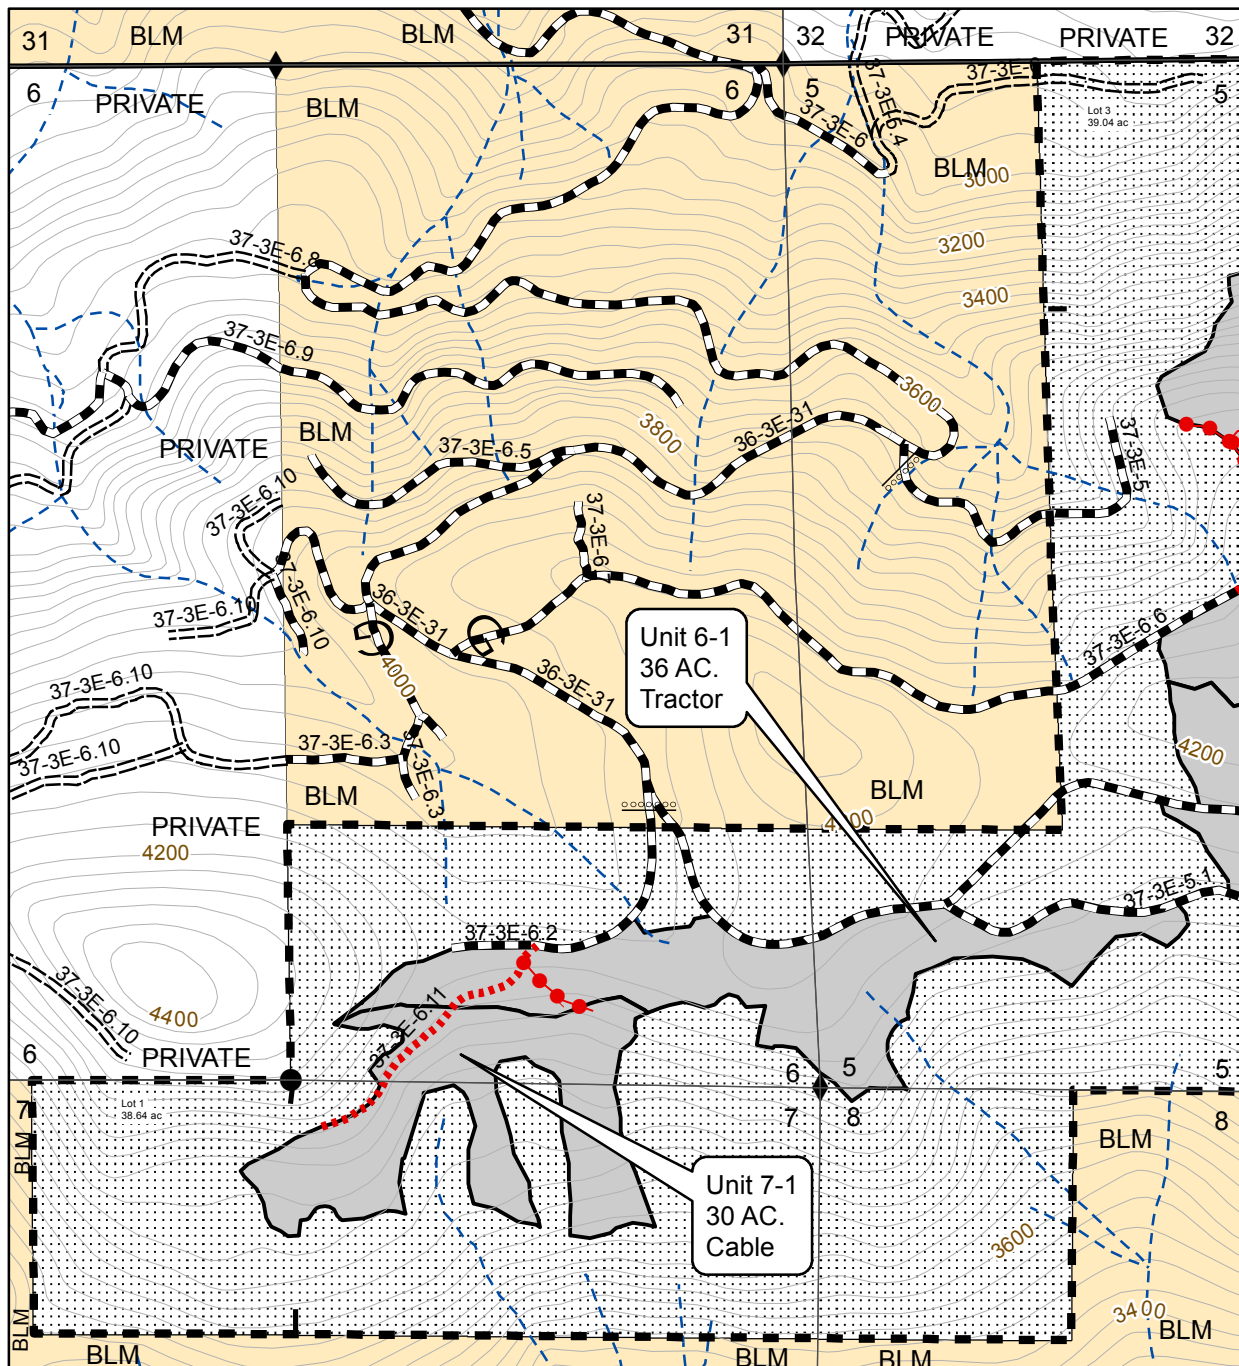 31
BLM
BLM
31
32
PRIVATE
PRIVATE
32
6
PRIVATE
BLM
6
5
37-3E-6
37-3E-5.4
37-3E-
5
Lot 3
39.04 ac
BLM
3000
3200
3400
37-3E-6.8
37-3E-6.9
3600
BLM
PRIVATE
37-3E-6.5
3800
36-3E-31
37-3E-5
37-3E-6.10
37-3E-6.7
37-3E-6.10
37-3E-6.10
36-3E-31
G
G
4000
36-3E-31
Unit 6-1
36 AC.
Tractor
37-3E-6.6
37-3E-6.10
37-3E-6.10
37-3E-6.3
37-3E-6.3
4200
BLM
BLM
PRIVATE
4200
37-3E-5.1
37-3E-6.2
37-3E-6.11
37-3E-6.10
4400
6
PRIVATE
6
5
5
7
Lot 1
38.64 ac
7
8
8
BLM
BLM
Unit 7-1
30 AC.
Cable
3600
3400
BLM
BLM
BLM
BLM
BLM